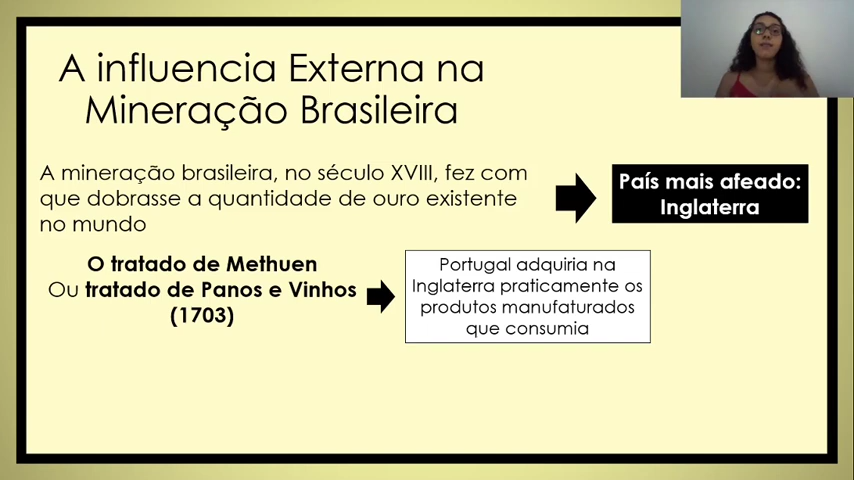 A influencia Externa na
Mineração Brasileira
A mineração brasileira, no século XVIII, fez com
que dobrasse a quantidade de ouro existente
no mundo
País mais afeado:
Inglaterra
O tratado de Methuen
Ou tratado de Panos e Vinhos
(1703)
Portugal adquiria na
Inglaterra praticamente os
produtos manufaturados
que consumia